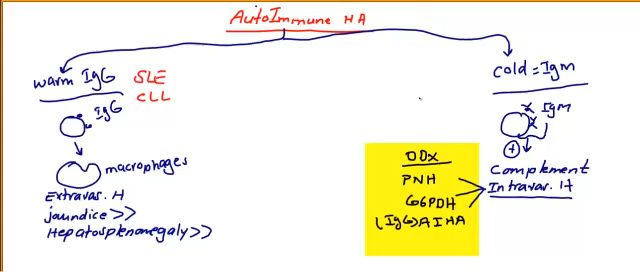 AutoImmune HA
warm IgG SLE
CLL
IgG
macrophages
Extravas. H
jaundice >>
Hepatosplenomegaly >>
cold = Igm
Igm
+
Complement
Intravas. H
DDx
PNH
G6PDH
(IgG) AIHA